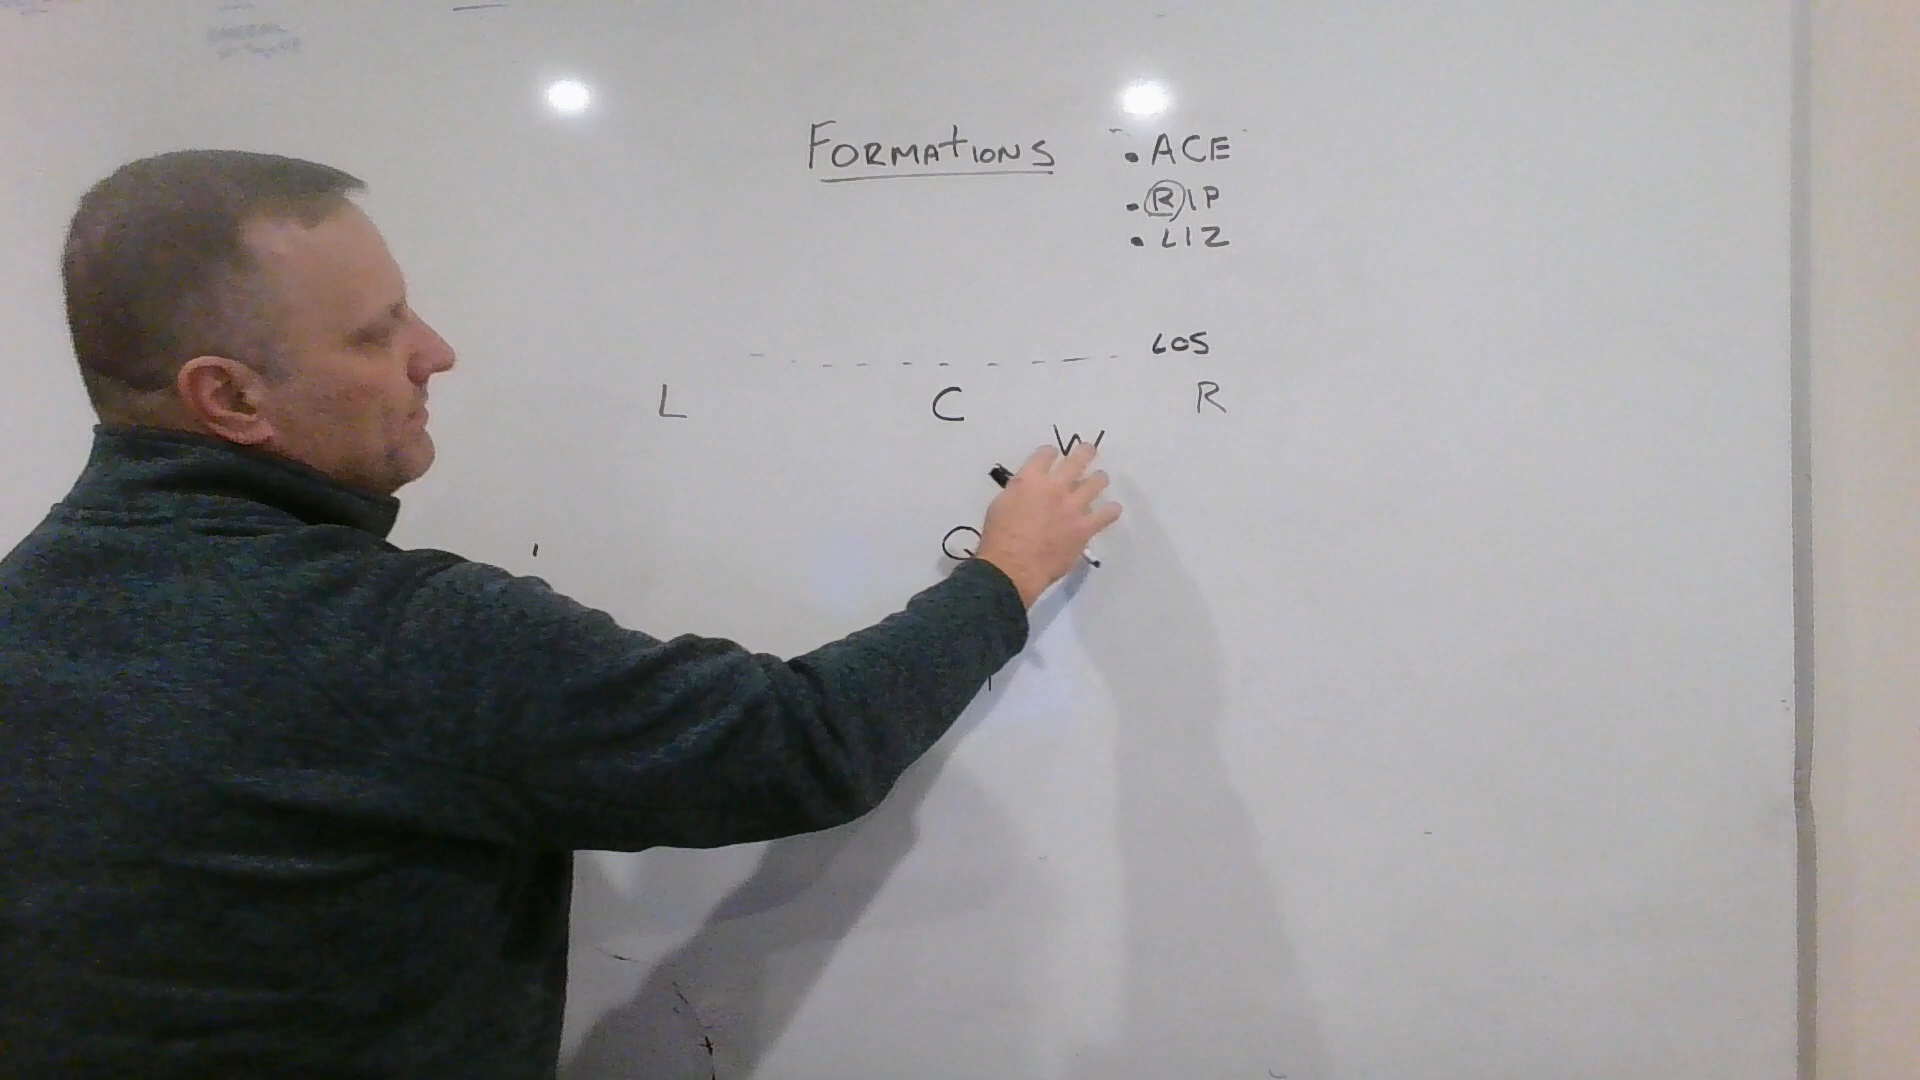 FORMATIONS
• ACE
• RIP
• LIZ
LOS
L C R
W
Q